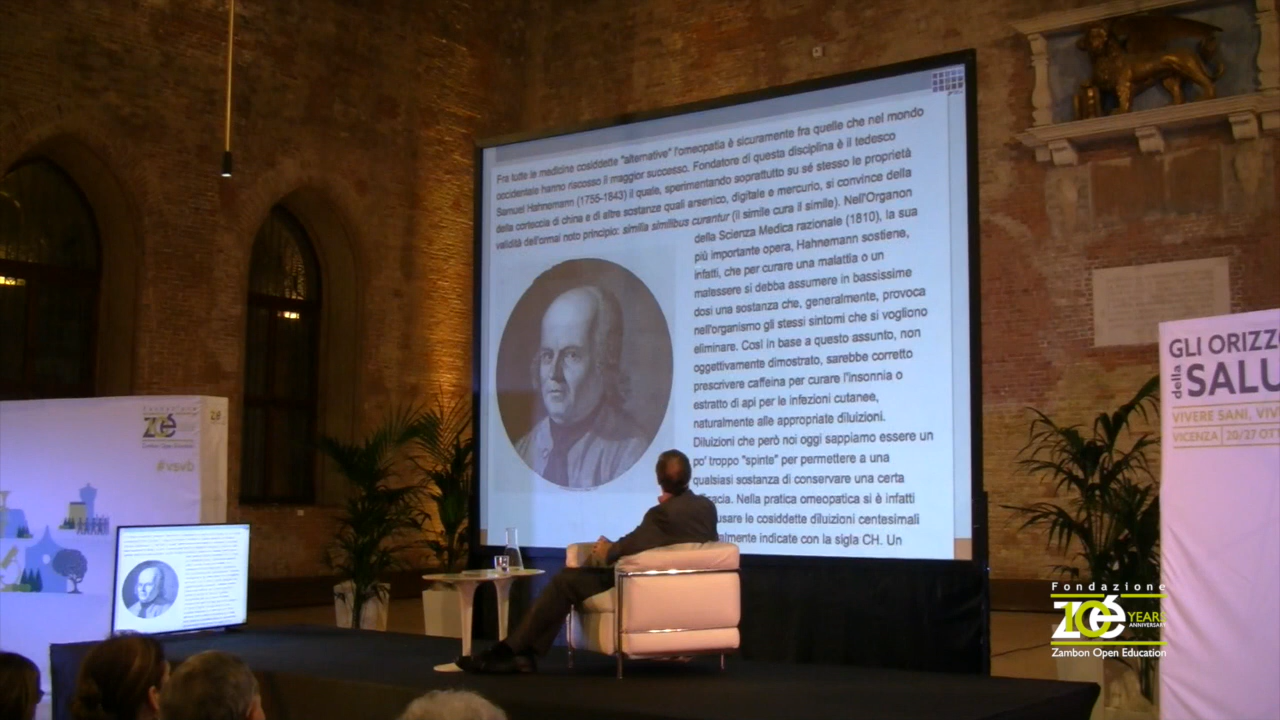 Fra tutte le medicine cosiddette "alternative" l'omeopatia è sicuramente fra quelle che nel mondo
occidentale hanno riscosso il maggior successo. Fondatore di questa disciplina è il tedesco
Samuel Hahnemann (1755-1843) il quale, sperimentando soprattutto su sé stesso le proprietà
della corteccia di china e di altre sostanze quali arsenico, digitale e mercurio, si convince della
validità dell'ormai noto principio: similia similibus curantur (il simile cura il simile). Nell'Organon
della Scienza Medica razionale (1810), la sua
più importante opera, Hahnemann sostiene,
infatti, che per curare una malattia o un
malessere si debba assumere in bassissime
dosi una sostanza che, generalmente, provoca
nell'organismo gli stessi sintomi che si vogliono
eliminare. Così in base a questo assunto, non
oggettivamente dimostrato, sarebbe corretto
prescrivere caffeina per curare l'insonnia o
estratto di api per le infezioni cutanee,
naturalmente alle appropriate diluizioni.
Diluizioni che però noi oggi sappiamo essere un
po' troppo "spinte" per permettere a una
qualsiasi sostanza di conservare una certa
Nella pratica omeopatica si è infatti
usare le cosiddette diluizioni centesimali
indicate con la sigla CH. Un
GLI ORIZZ
della SALU
VIVERE SANI, VIV
VICENZA 20/27 OTT
Fondazione
ZOÉ
Zambon Open Education
#vsvb
Fondazione
ZOÉ YEARS
ANNIVERSARY
Zambon Open Education